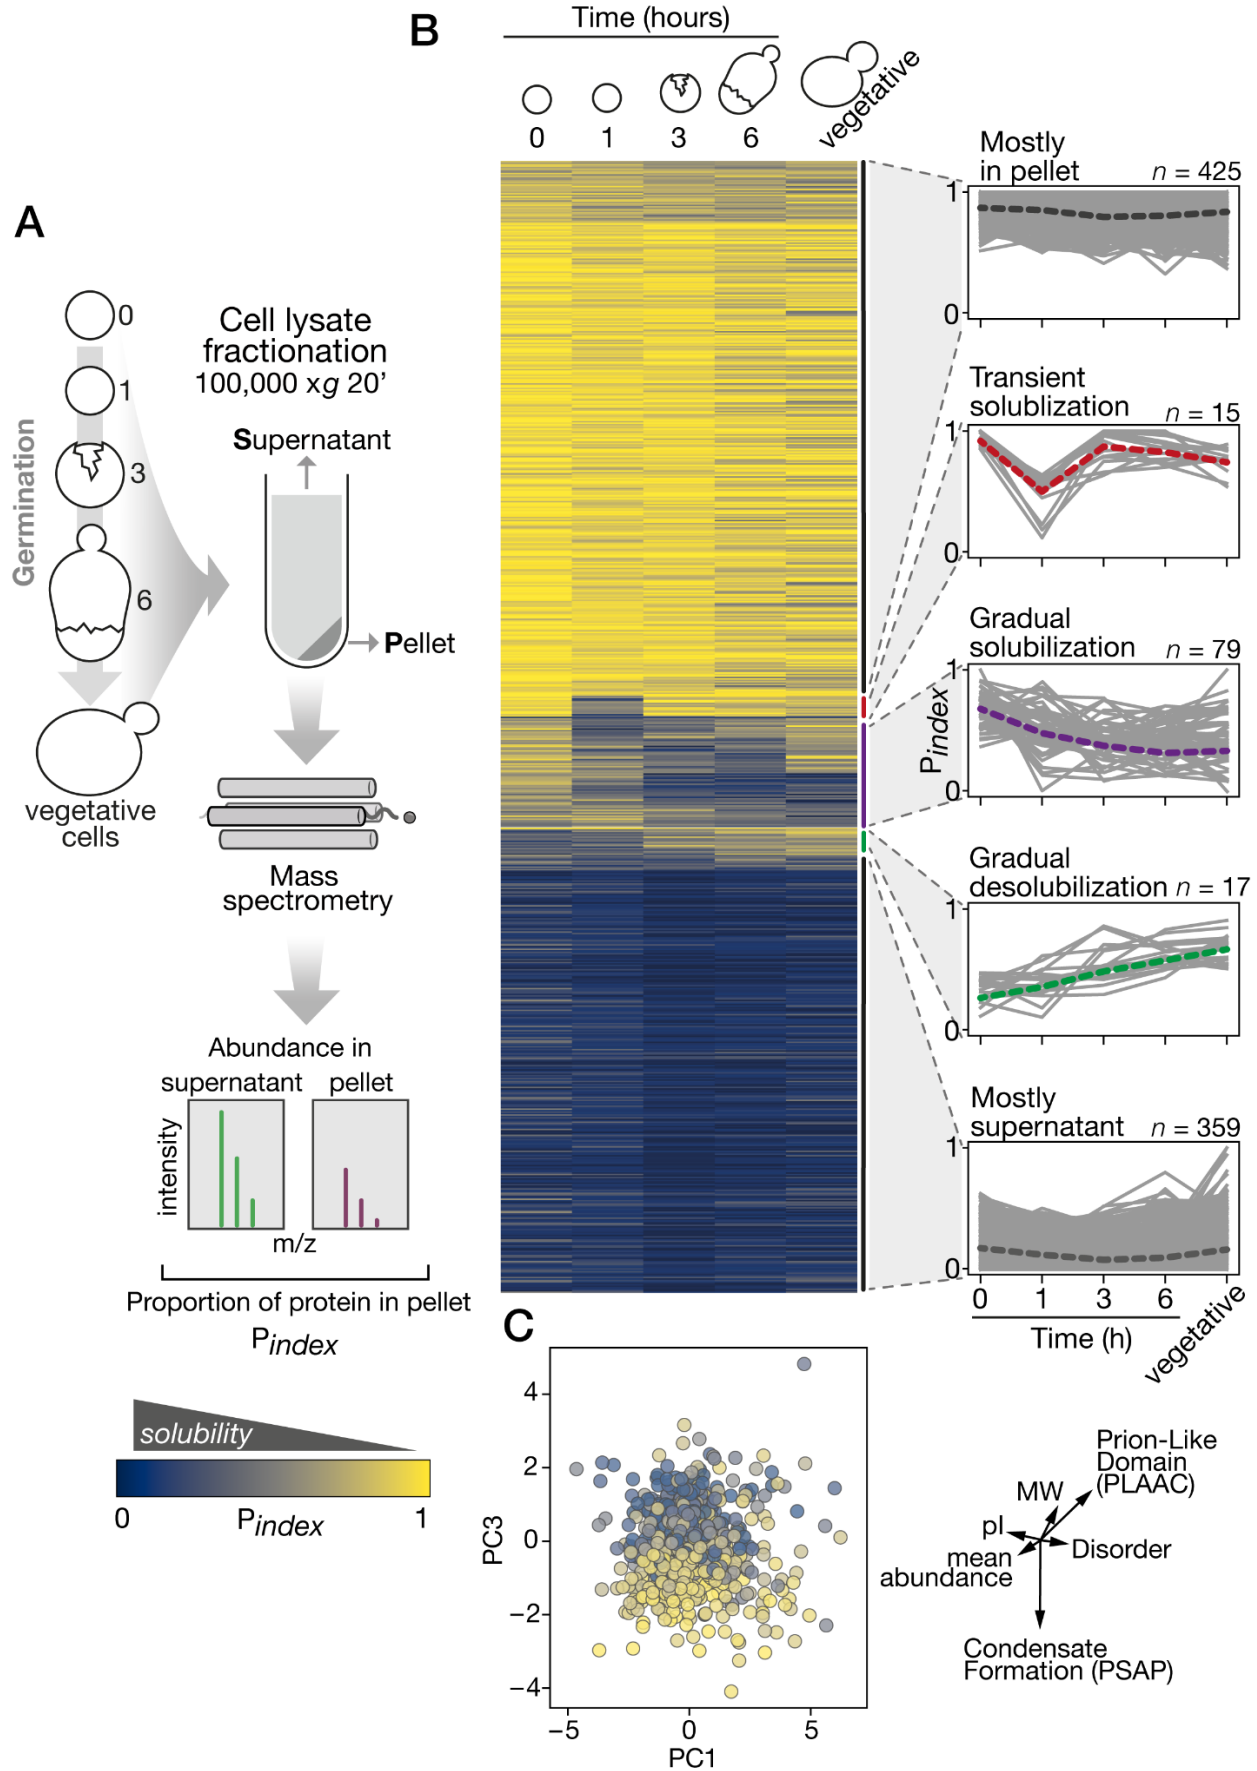 A
0
1
3
6
Germination
vegetative
cells
Cell lysate
fractionation
100,000 xg 20’
Supernatant
Pellet
Mass
spectrometry
Abundance in
supernatant pellet
intensity
m/z
Proportion of protein in pellet
Pindex
solubility
0 Pindex 1
B
Time (hours)
0 1 3 6 vegetative
Mostly
in pellet n = 425
1
0
Transient
solublization n = 15
1
0
Gradual
solubilization n = 79
1
Pindex
0
Gradual
desolubilization n = 17
1
0
Mostly
supernatant n = 359
1
0
0 1 3 6 vegetative
Time (h)
C
4
2
0
−2
−4
PC3
−5 0 5
PC1
Prion-Like
Domain
(PLAAC)
MW
pI
Disorder
mean
abundance
Condensate
Formation (PSAP)